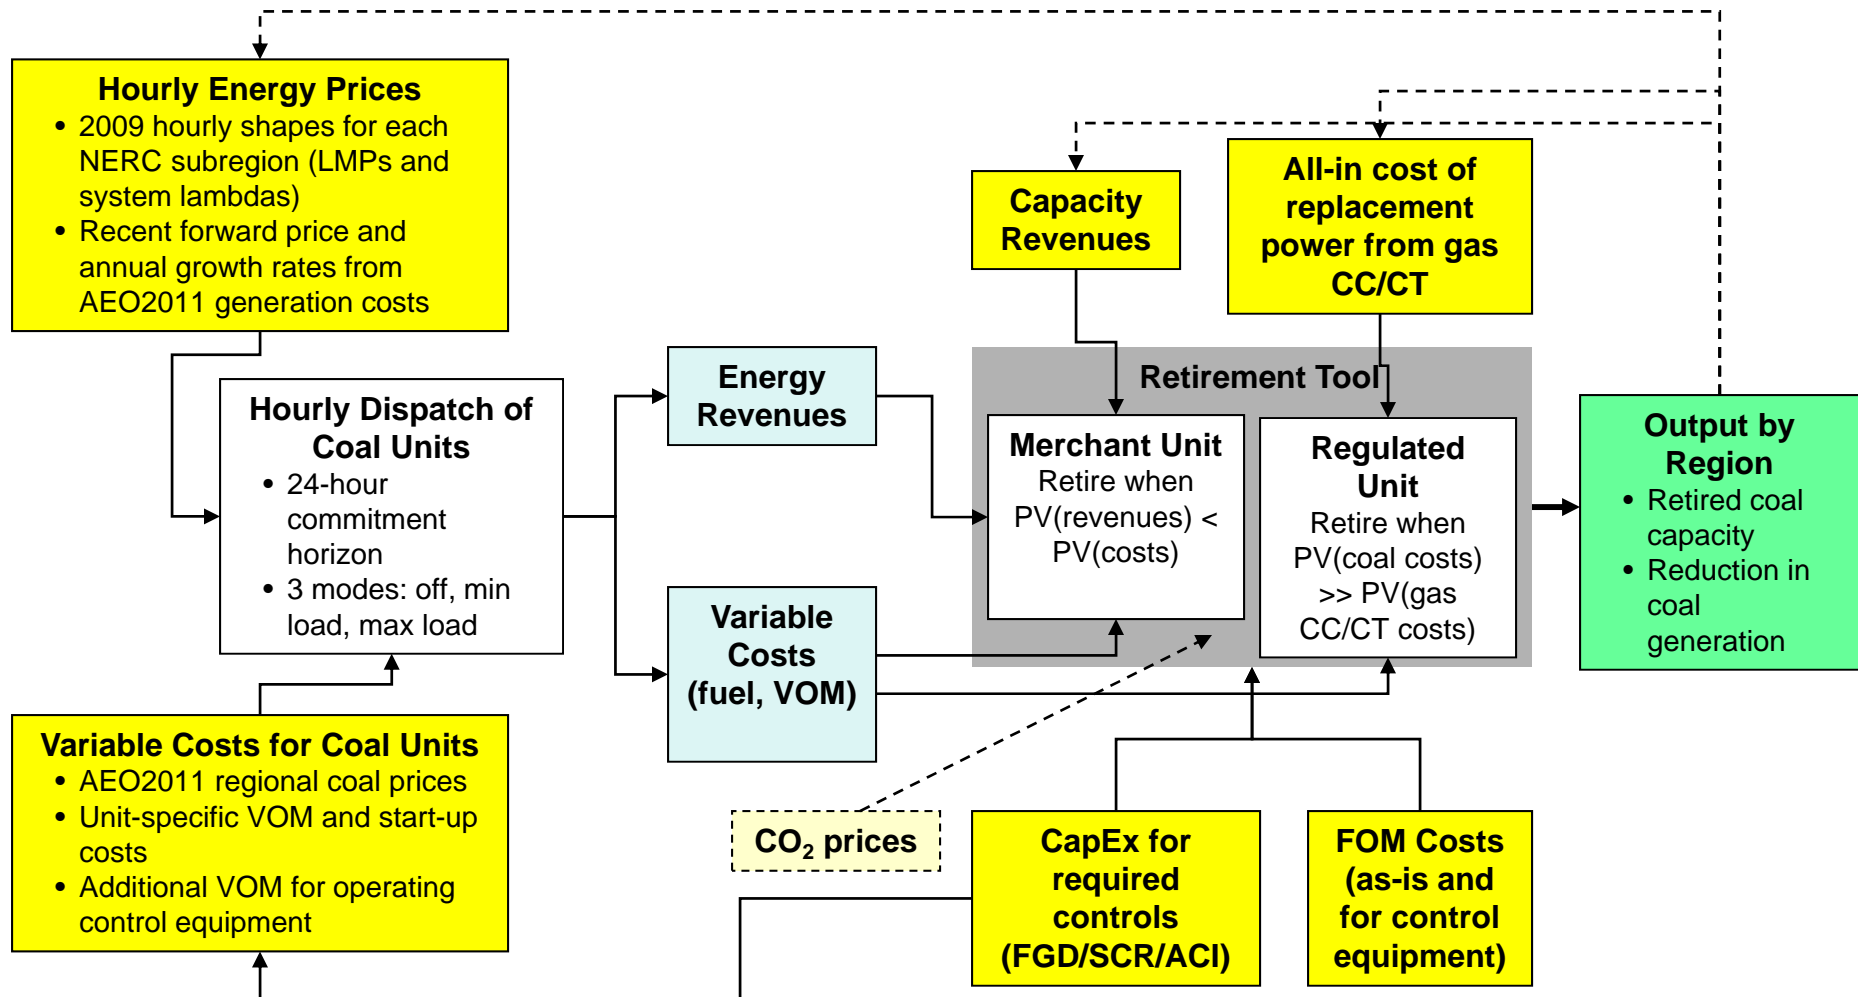 Hourly Energy Prices
• 2009 hourly shapes for each
NERC subregion (LMPs and
system lambdas)
• Recent forward price and
annual growth rates from
AEO2011 generation costs
Capacity
Revenues
All-in cost of
replacement
power from gas
CC/CT
Hourly Dispatch of
Coal Units
• 24-hour
commitment
horizon
• 3 modes: off, min
load, max load
Energy
Revenues
Variable
Costs
(fuel, VOM)
Retirement Tool
Merchant Unit
Retire when
PV(revenues) <
PV(costs)
Regulated
Unit
Retire when
PV(coal costs)
>> PV(gas
CC/CT costs)
Output by
Region
• Retired coal
capacity
• Reduction in
coal
generation
Variable Costs for Coal Units
• AEO2011 regional coal prices
• Unit-specific VOM and start-up
costs
• Additional VOM for operating
control equipment
CO₂ prices
CapEx for
required
controls
(FGD/SCR/ACI)
FOM Costs
(as-is and
for control
equipment)